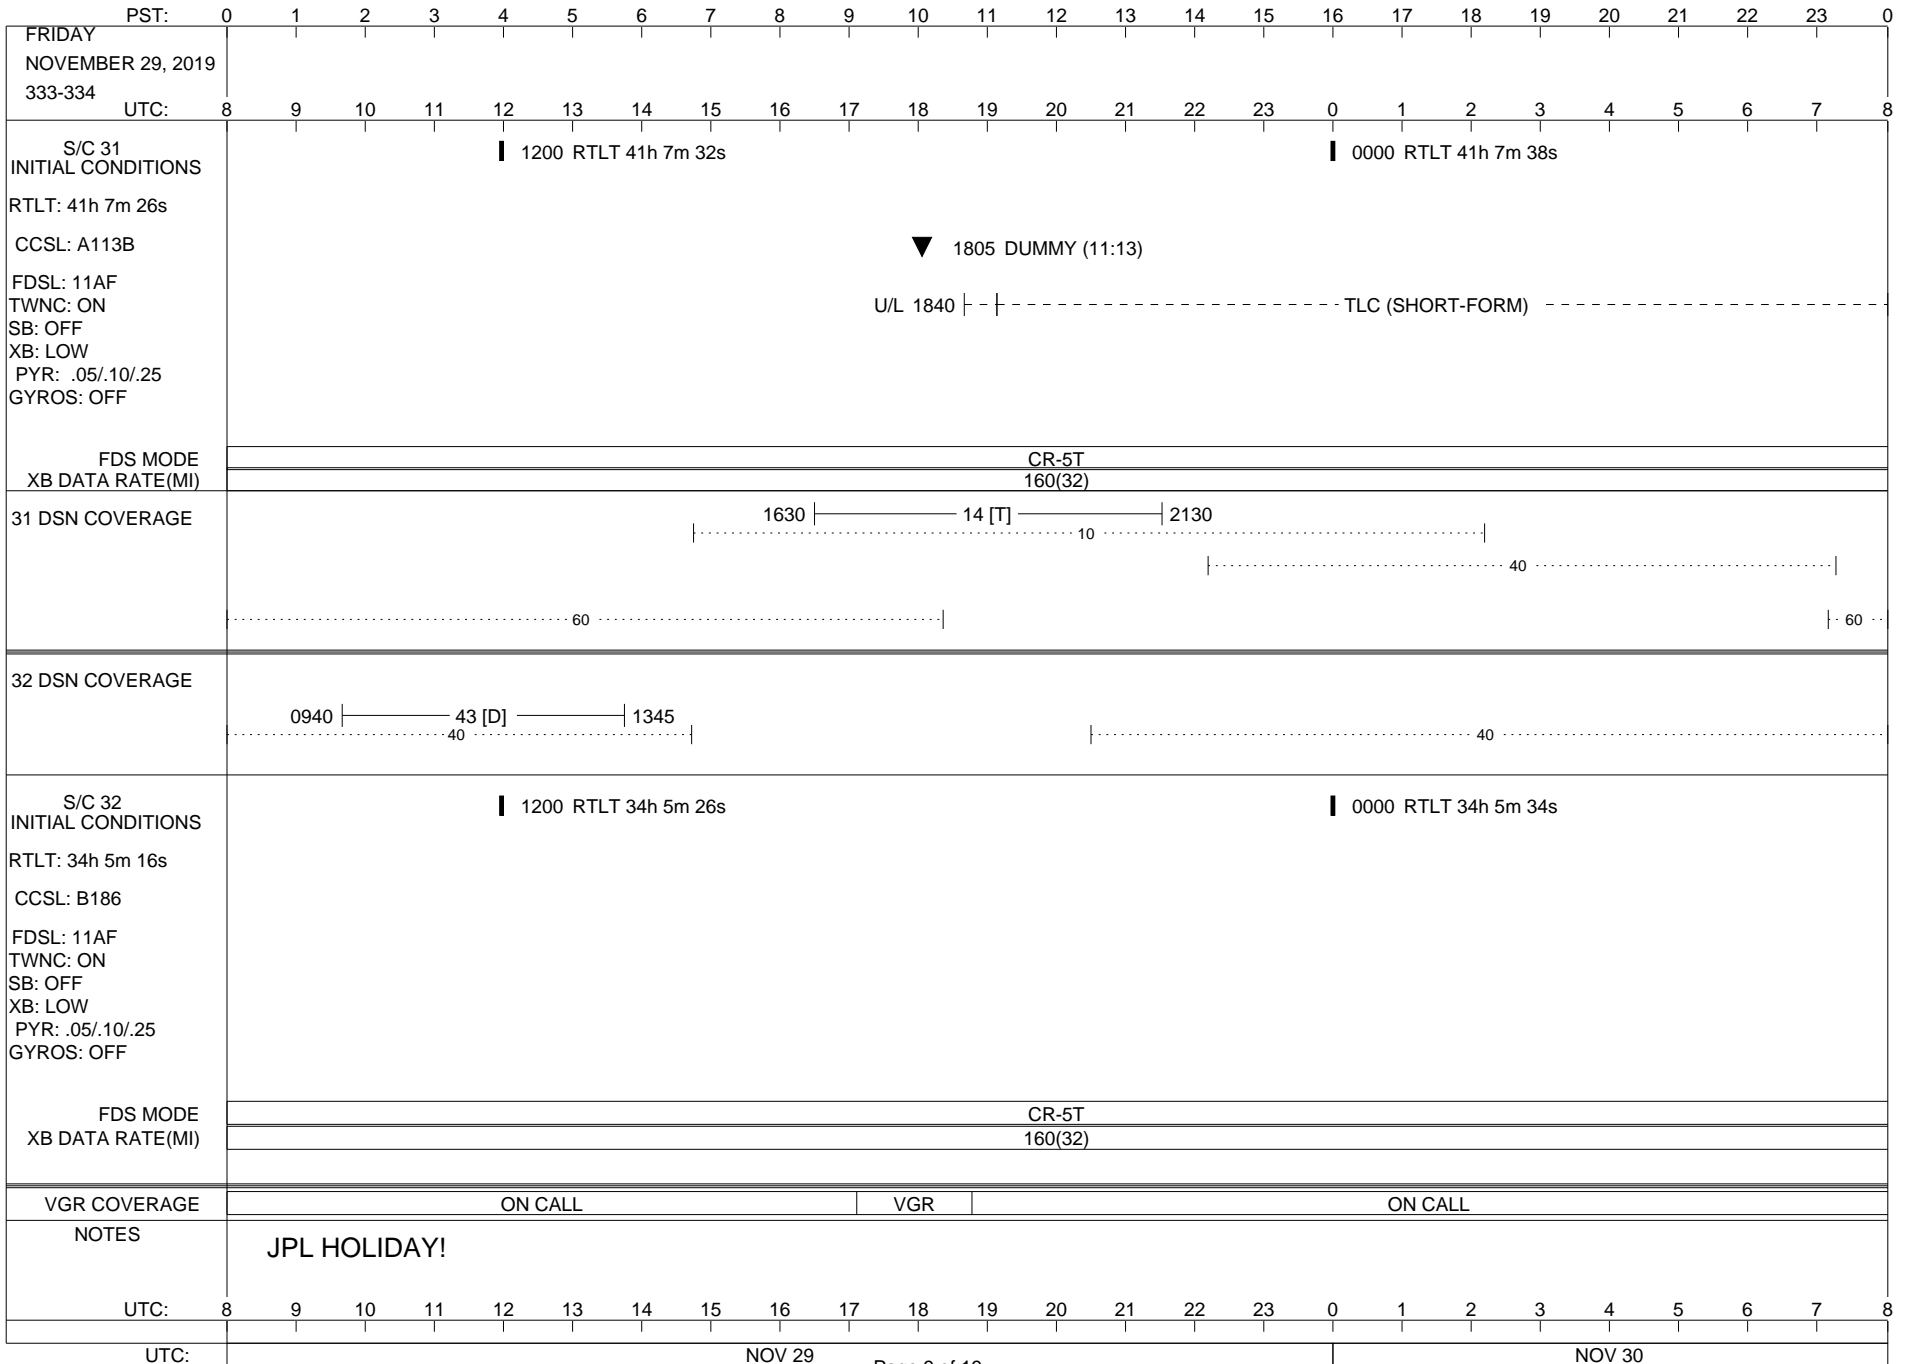 PST: 0 1 2 3 4 5 6 7 8 9 10 11 12 13 14 15 16 17 18 19 20 21 22 23 0
FRIDAY
NOVEMBER 29, 2019
333-334
UTC: 8 9 10 11 12 13 14 15 16 17 18 19 20 21 22 23 0 1 2 3 4 5 6 7 8
S/C 31
INITIAL CONDITIONS
1200 RTLT 41h 7m 32s
0000 RTLT 41h 7m 38s
RTLT: 41h 7m 26s
CCSL: A113B
1805 DUMMY (11:13)
FDSL: 11AF
TWNC: ON
U/L 1840 TLC (SHORT-FORM)
SB: OFF
XB: LOW
PYR: .05/.10/.25
GYROS: OFF
FDS MODE CR-5T
XB DATA RATE(MI) 160(32)
31 DSN COVERAGE
1630 14 [T] 2130
10
40
60 60
32 DSN COVERAGE
0940 43 [D] 1345
40 40
S/C 32
INITIAL CONDITIONS
1200 RTLT 34h 5m 26s
0000 RTLT 34h 5m 34s
RTLT: 34h 5m 16s
CCSL: B186
FDSL: 11AF
TWNC: ON
SB: OFF
XB: LOW
PYR: .05/.10/.25
GYROS: OFF
FDS MODE CR-5T
XB DATA RATE(MI) 160(32)
VGR COVERAGE ON CALL VGR ON CALL
NOTES
JPL HOLIDAY!
UTC: 8 9 10 11 12 13 14 15 16 17 18 19 20 21 22 23 0 1 2 3 4 5 6 7 8
UTC: NOV 29 NOV 30